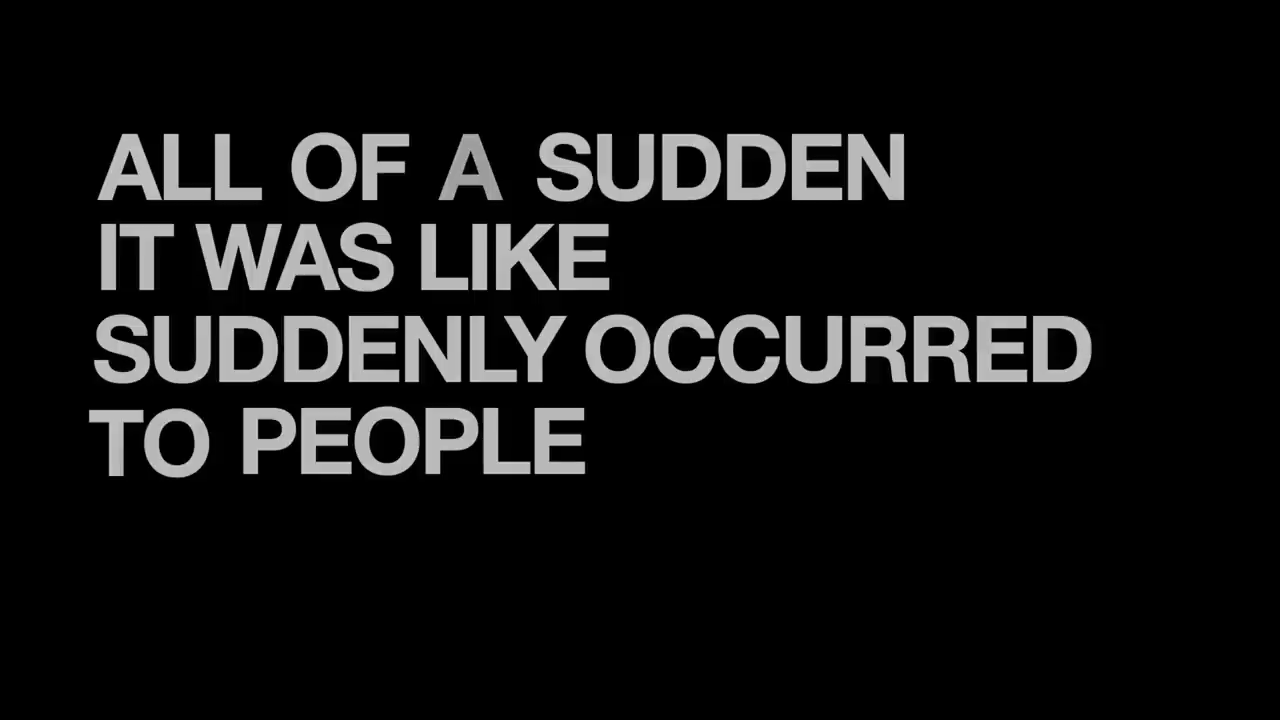 ALL OF A SUDDEN
IT WAS LIKE
SUDDENLY OCCURRED
TO PEOPLE